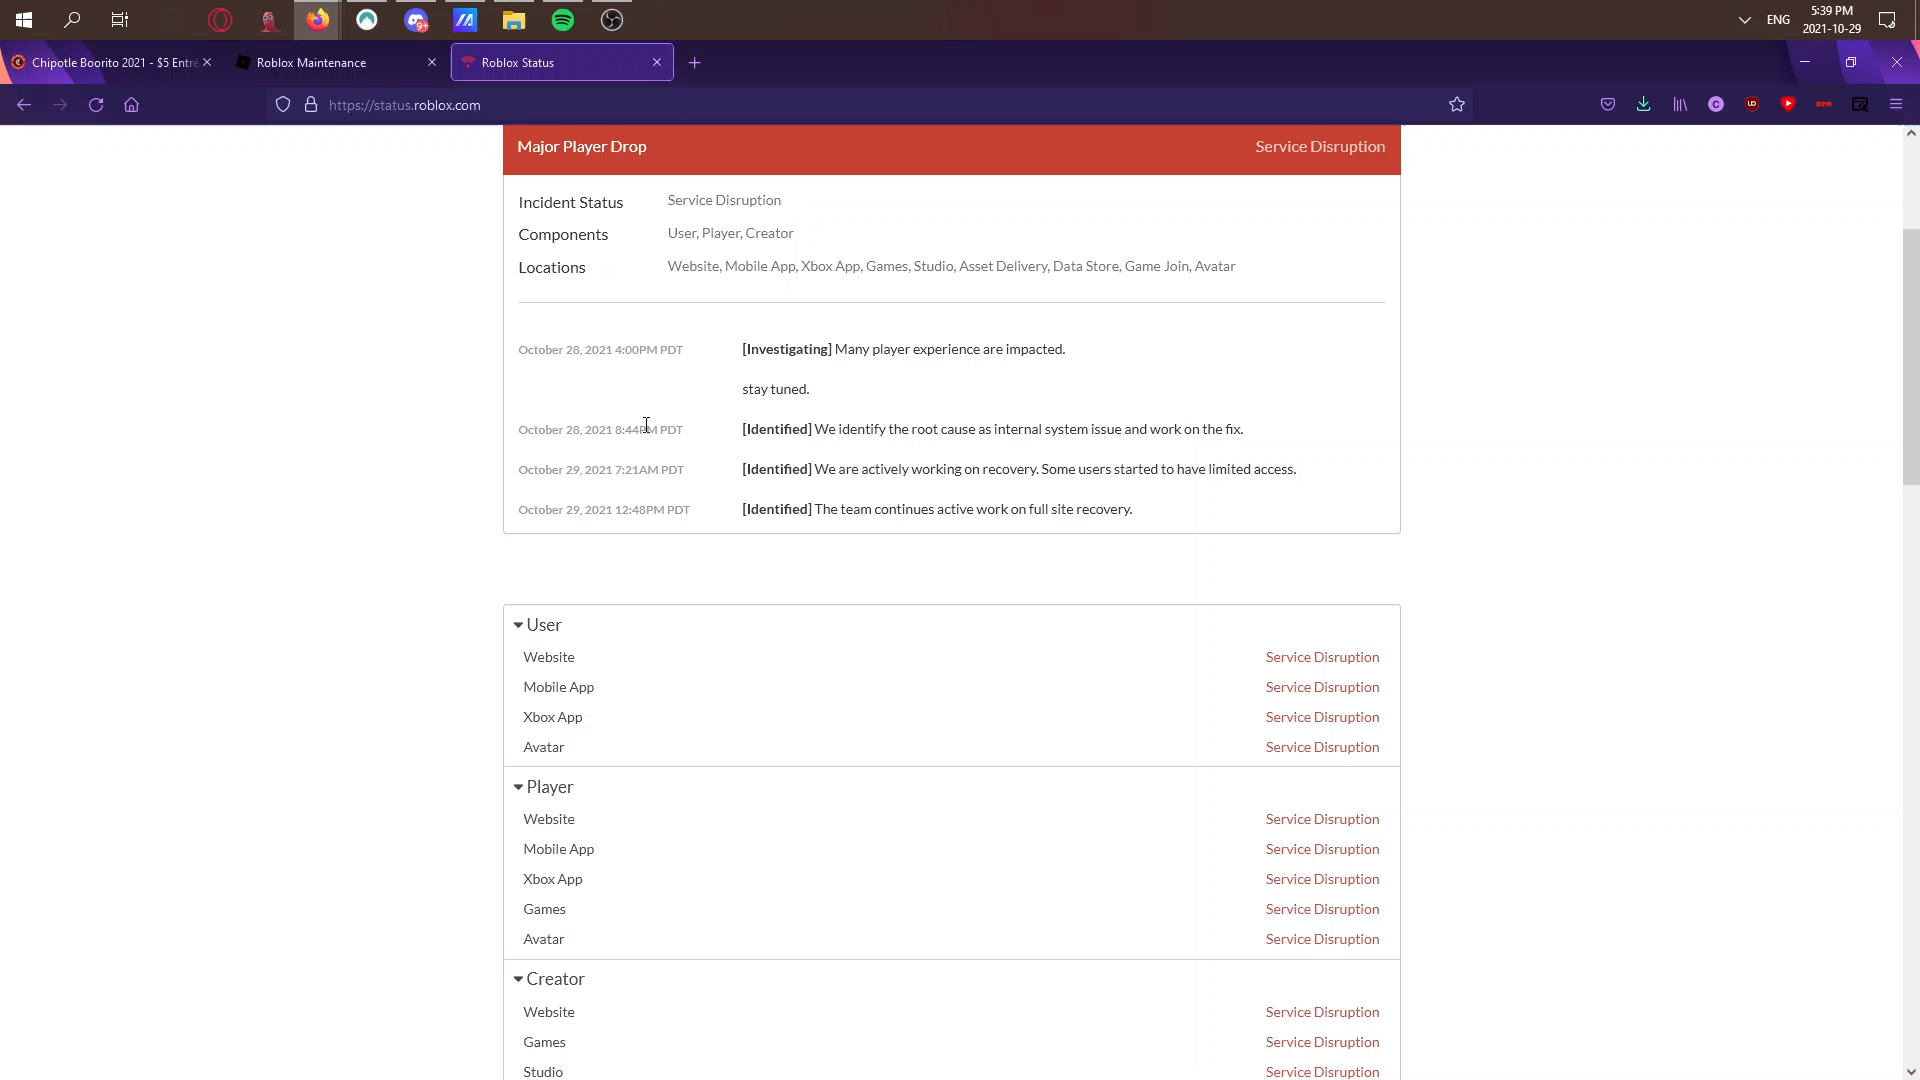 ENG
5:39 PM
2021-10-29
9+
Chipotle Boorito 2021 - $5 Entré
Roblox Maintenance
Roblox Status
https://status.roblox.com
Major Player Drop Service Disruption
Incident Status Service Disruption
Components User, Player, Creator
Locations Website, Mobile App, Xbox App, Games, Studio, Asset Delivery, Data Store, Game Join, Avatar
October 28, 2021 4:00PM PDT [Investigating] Many player experience are impacted.
stay tuned.
October 28, 2021 8:44PM PDT [Identified] We identify the root cause as internal system issue and work on the fix.
October 29, 2021 7:21AM PDT [Identified] We are actively working on recovery. Some users started to have limited access.
October 29, 2021 12:48PM PDT [Identified] The team continues active work on full site recovery.
User
Website Service Disruption
Mobile App Service Disruption
Xbox App Service Disruption
Avatar Service Disruption
Player
Website Service Disruption
Mobile App Service Disruption
Xbox App Service Disruption
Games Service Disruption
Avatar Service Disruption
Creator
Website Service Disruption
Games Service Disruption
Studio Service Disruption